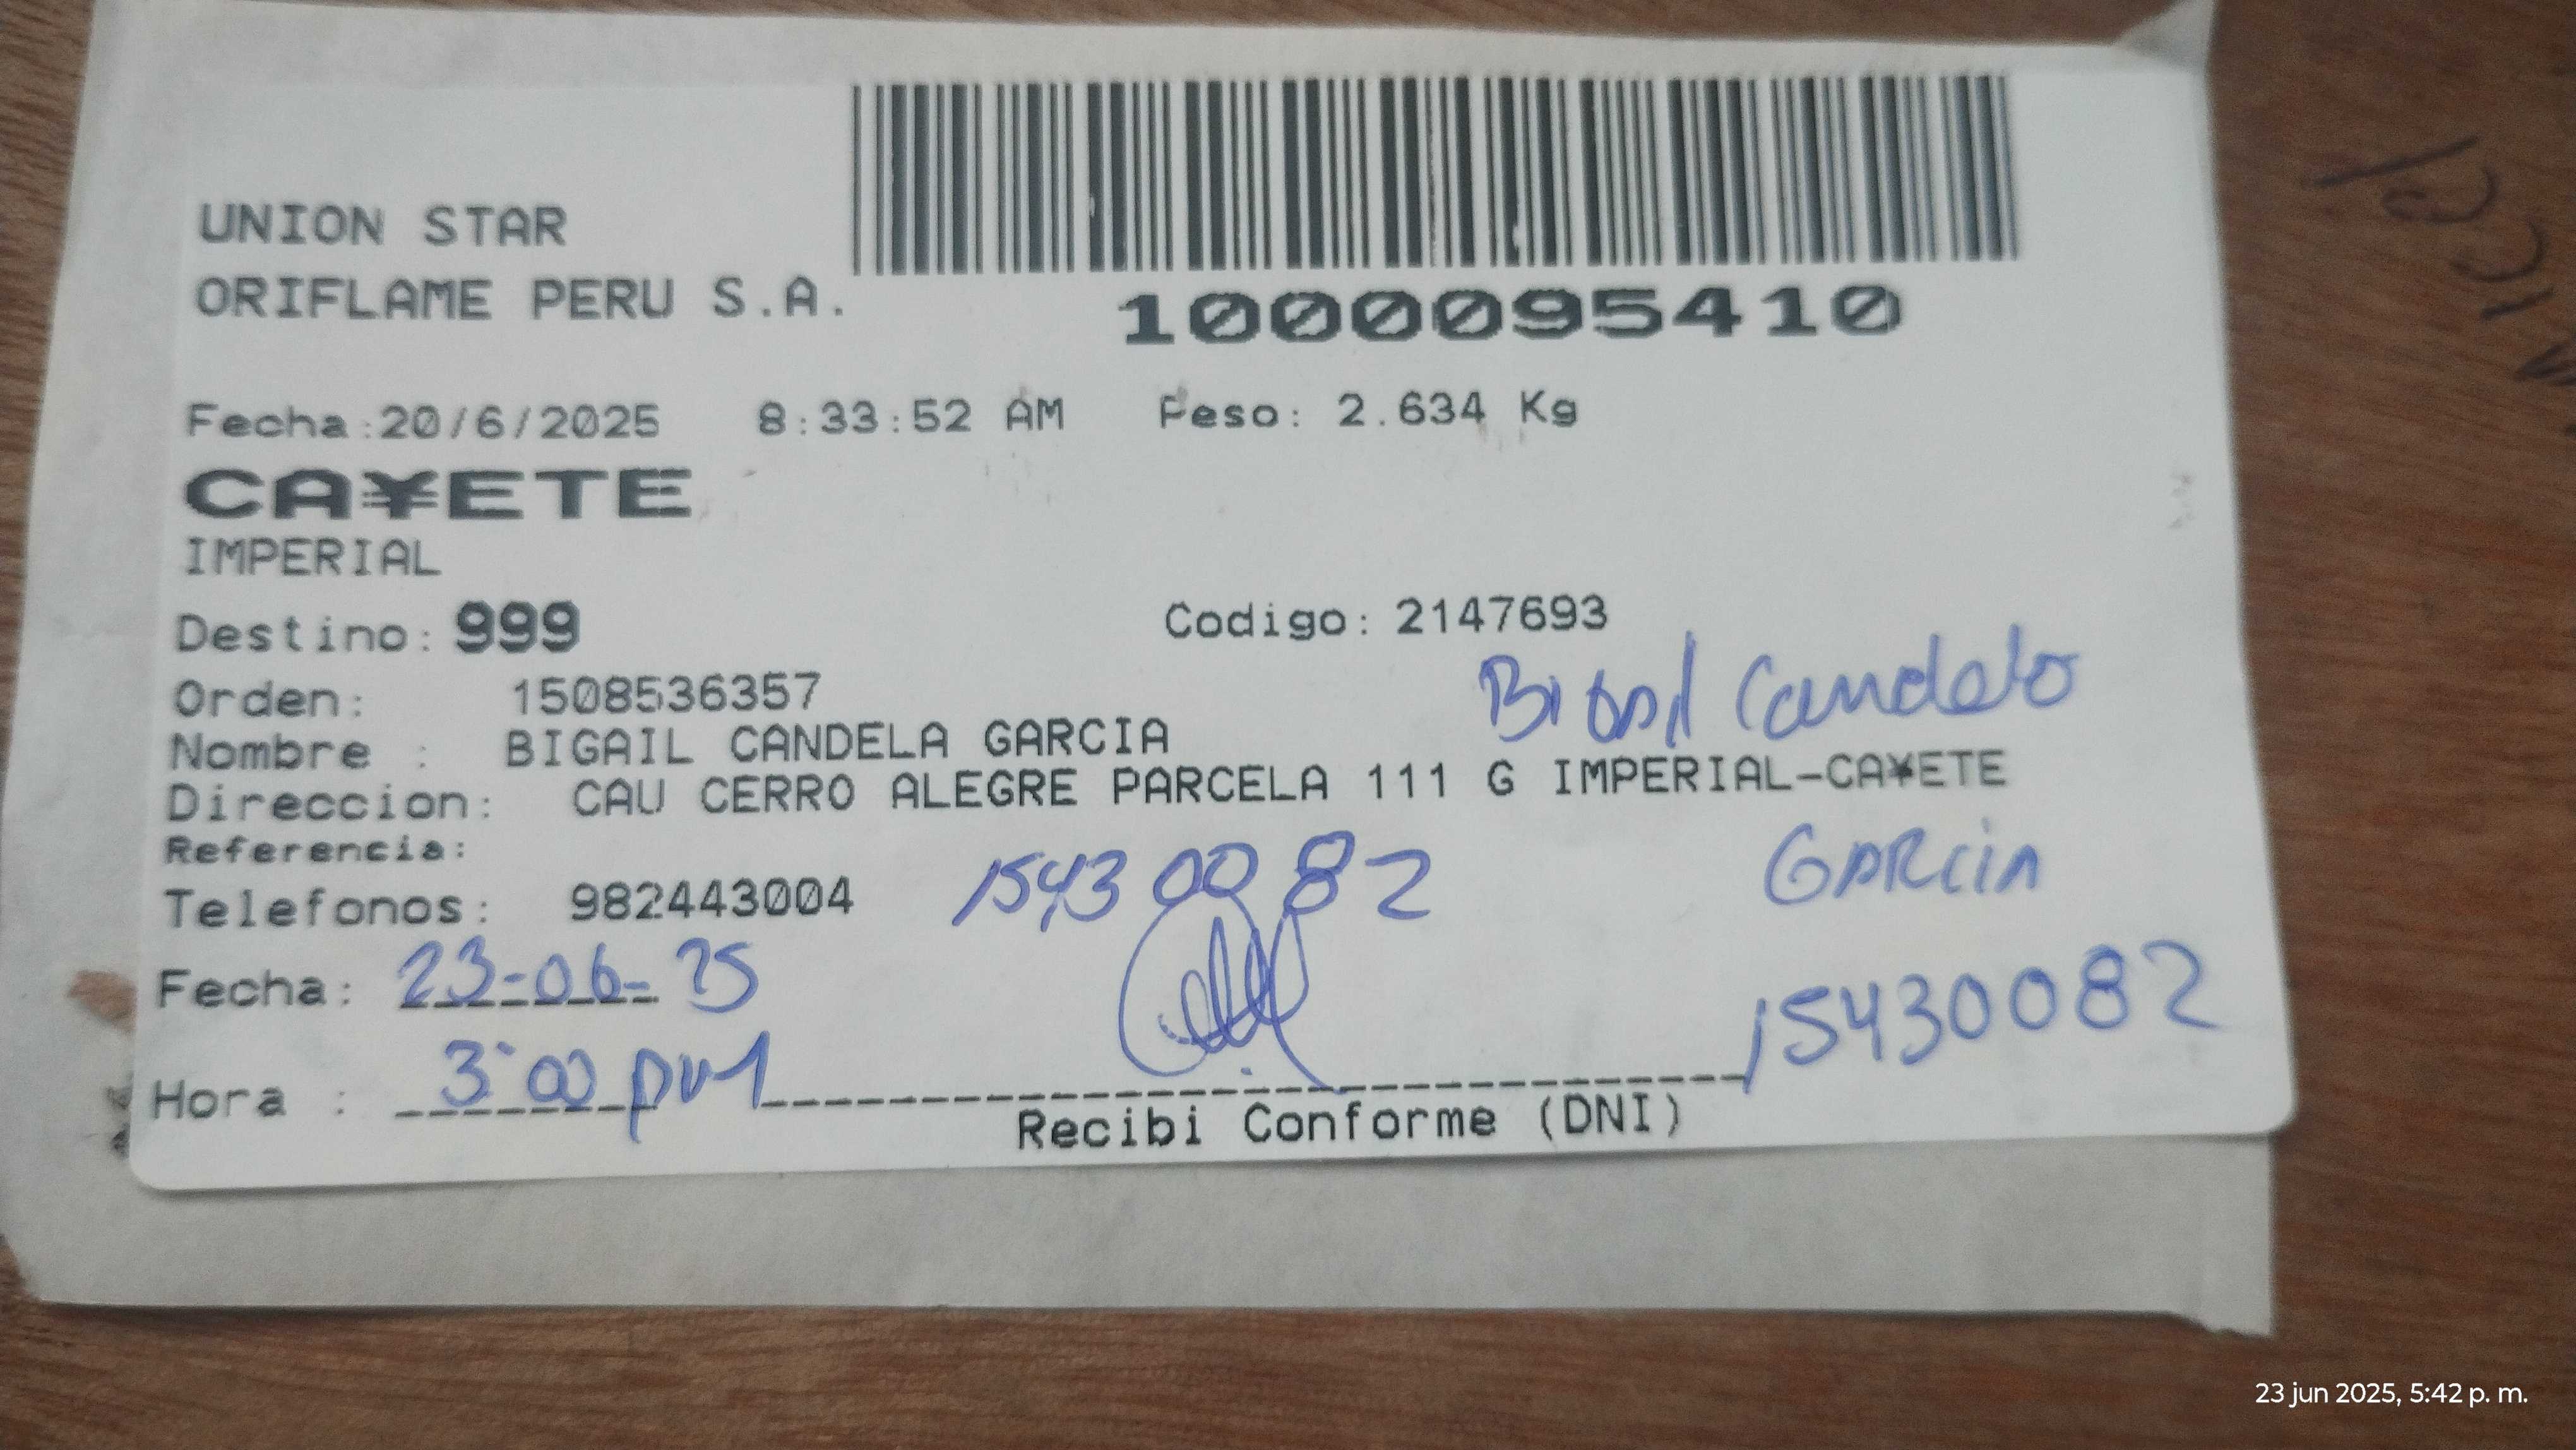 UNION STAR
ORIFLAME PERU S.A.
1000095410
Fecha:20/6/2025 8:33:52 AM Peso: 2.634 Kg
CA¥ETE
IMPERIAL
Destino: 999 Codigo: 2147693
Orden: 1508536357
Candelo
Nombre : BIGAIL CANDELA GARCIA
Direccion: CAU CERRO ALEGRE PARCELA 111 G IMPERIAL-CA¥ETE
Referencia:
GARCIA
Telefonos: 982443004 15430082
Fecha: 23-06-25
15430082
Hora : 3:00 pm
Recibi Conforme (DNI)
23 jun 2025, 5:42 p. m.